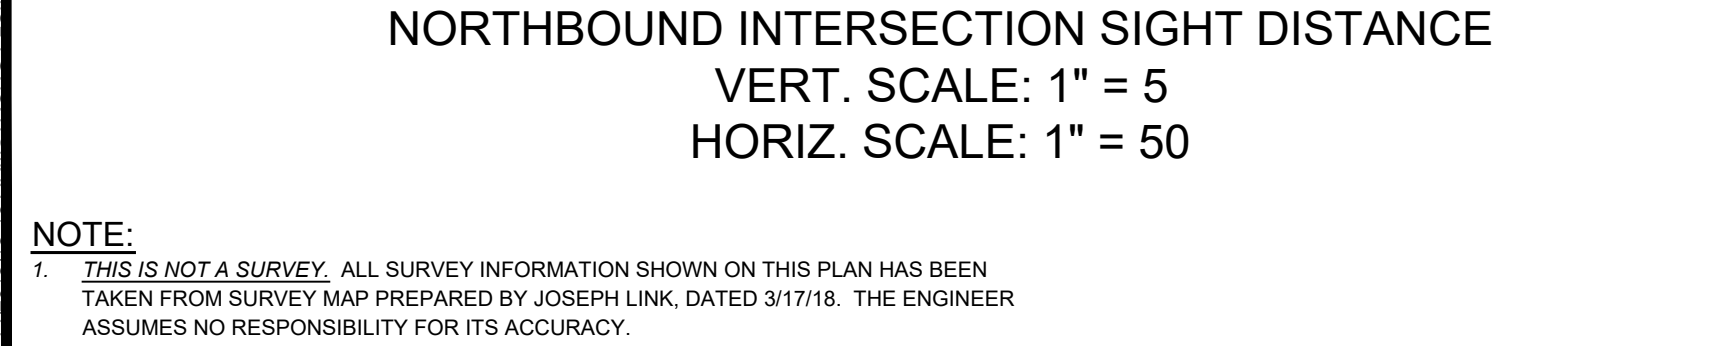 NORTHBOUND INTERSECTION SIGHT DISTANCE
VERT. SCALE: 1" = 5
HORIZ. SCALE: 1" = 50
NOTE:
1. THIS IS NOT A SURVEY. ALL SURVEY INFORMATION SHOWN ON THIS PLAN HAS BEEN
TAKEN FROM SURVEY MAP PREPARED BY JOSEPH LINK, DATED 3/17/18. THE ENGINEER
ASSUMES NO RESPONSIBILITY FOR ITS ACCURACY.